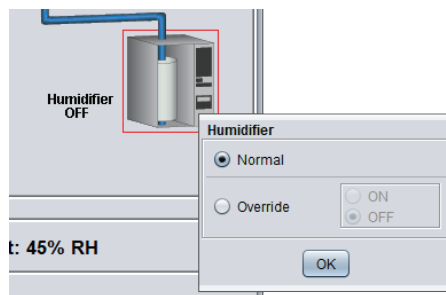 Humidifier
OFF
Humidifier
Normal
Override
ON
OFF
OK
t: 45% RH